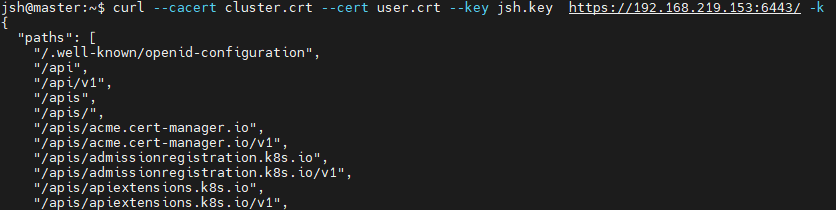 jsh@master:~$ curl --cacert cluster.crt --cert user.crt --key jsh.key  https://192.168.219.153:6443/ -k
{
  "paths": [
    "/.well-known/openid-configuration",
    "/api",
    "/api/v1",
    "/apis",
    "/apis/",
    "/apis/acme.cert-manager.io",
    "/apis/acme.cert-manager.io/v1",
    "/apis/admissionregistration.k8s.io",
    "/apis/admissionregistration.k8s.io/v1",
    "/apis/apiextensions.k8s.io",
    "/apis/apiextensions.k8s.io/v1",